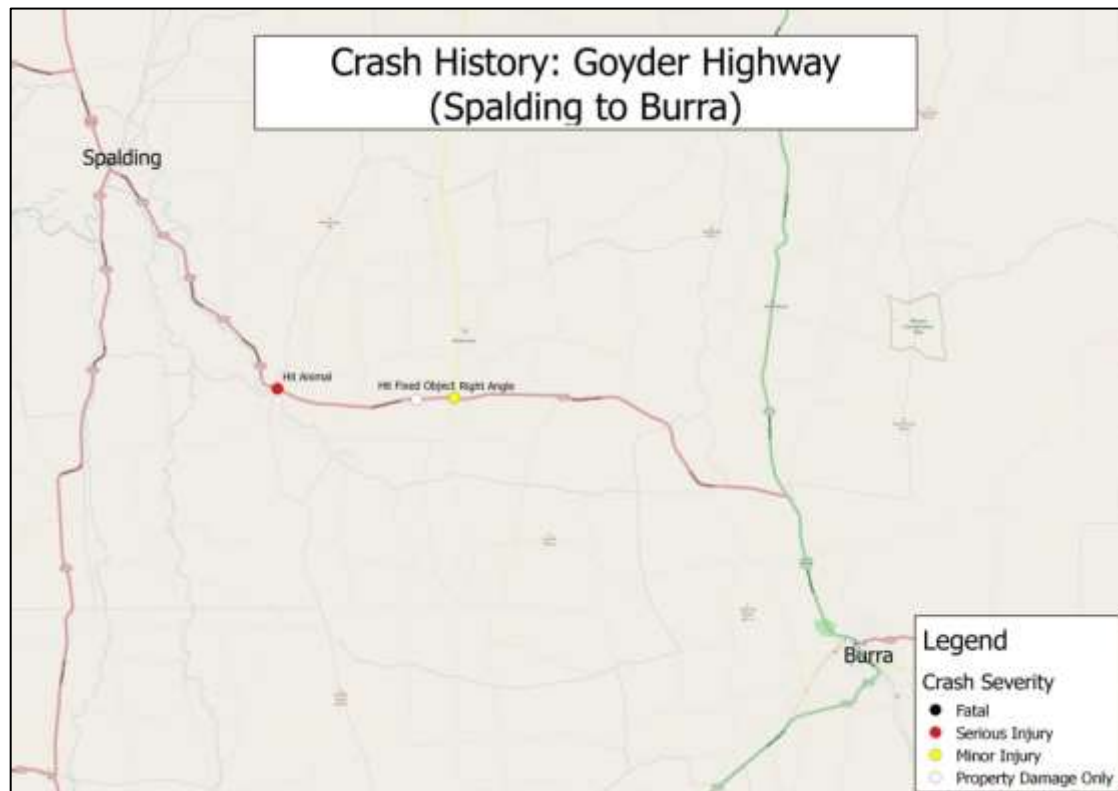 Crash History: Goyder Highway
(Spalding to Burra)
Spalding
Hit Animal
Hit Fixed Object Right Angle
Burra
Legend
Crash Severity
Fatal
Serious Injury
Minor Injury
Property Damage Only